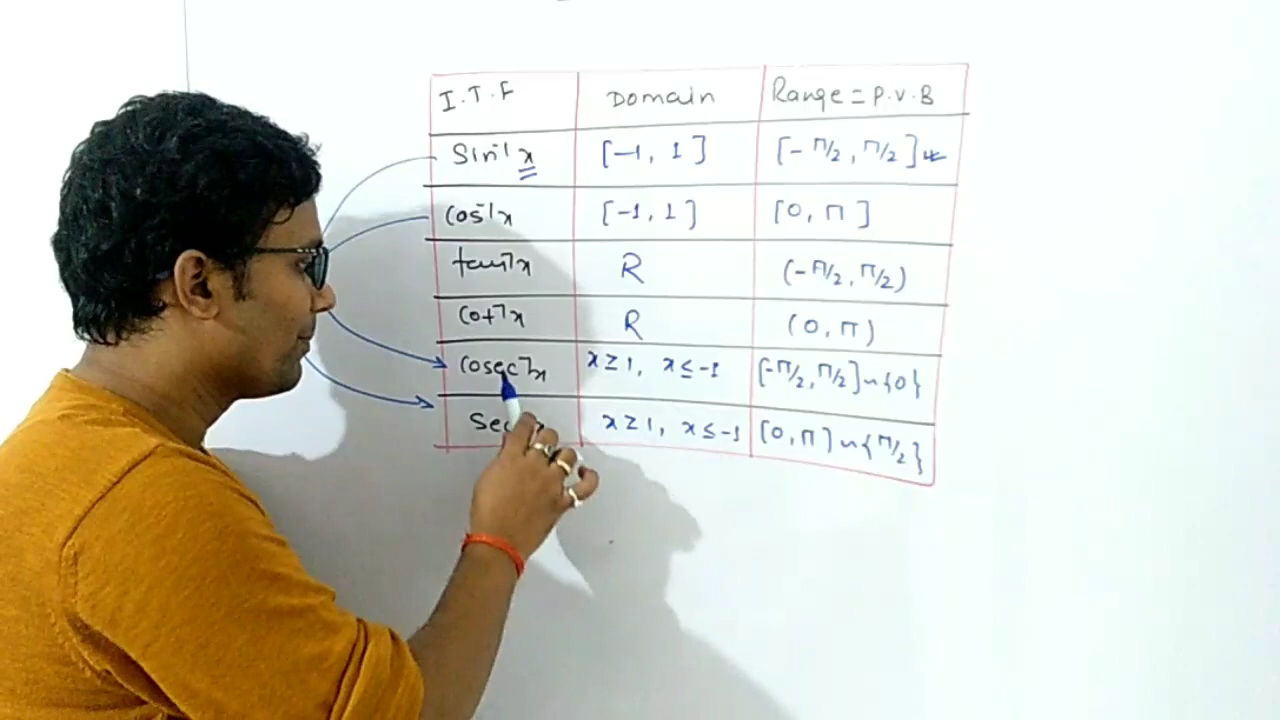 I.T.F Domain Range = P.V.B
Sin⁻¹x [-1, 1] [-π/2, π/2]
Cos⁻¹x [-1, 1] [0, π]
tan⁻¹x R (-π/2, π/2)
Cot⁻¹x R (0, π)
Cosec⁻¹x x ≥ 1, x ≤ -1 [-π/2, π/2] ~ {0}
Sec x ≥ 1, x ≤ -1 [0, π] ~ {π/2}